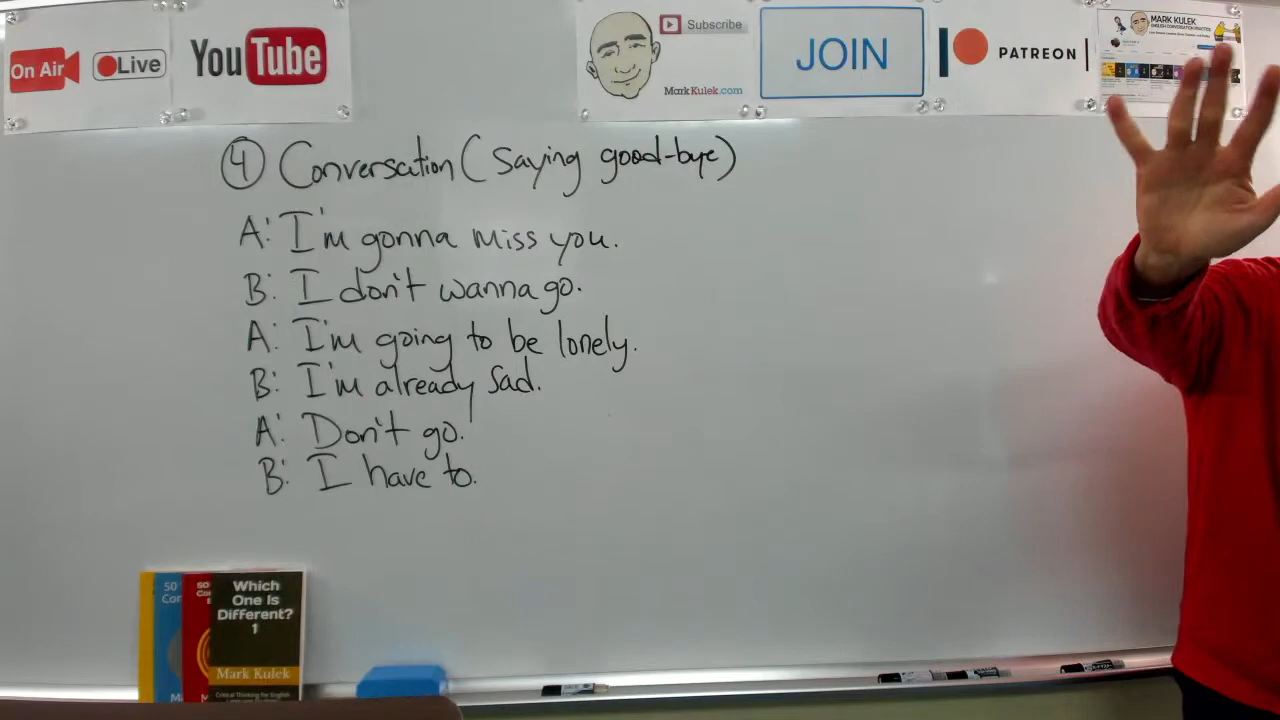 On Air
Live
YouTube
Subscribe
MarkKulek.com
JOIN
PATREON
MARK KULEK
④ Conversation (Saying good-bye)
A: I'm gonna miss you.
B: I don't wanna go.
A: I'm going to be lonely.
B: I'm already sad.
A: Don't go.
B: I have to.
50
50
Which
One Is
Different?
1
Mark Kulek
Critical Thinking for English